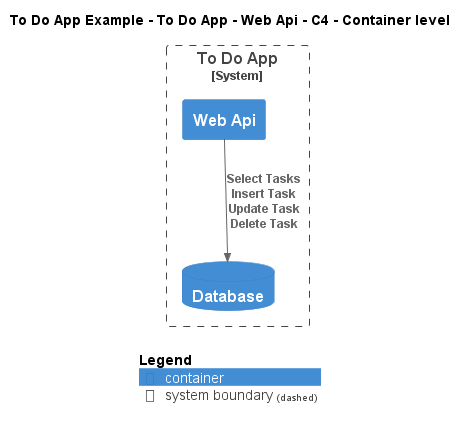 To Do App Example - To Do App - Web Api - C4 - Container level
To Do App
[System]
Web Api
Select Tasks
Insert Task
Update Task
Delete Task
Database
Legend
container
system boundary (dashed)